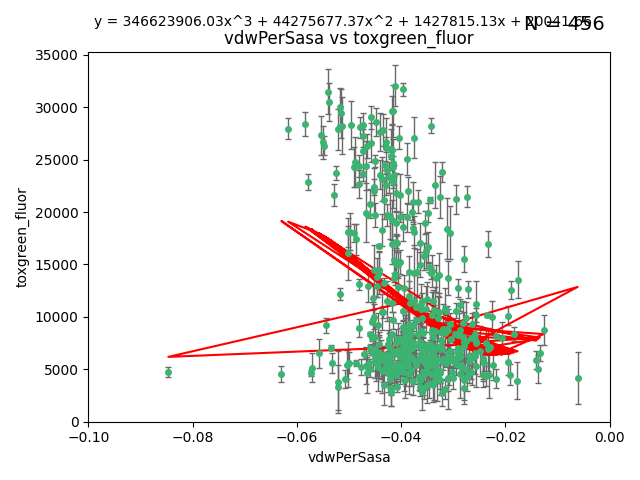 y = 346623906.03x^3 + 44275677.37x^2 + 1427815.13x +
N = 456
vdwPerSasa vs toxgreen_fluor
35000
30000
25000
20000
15000
10000
5000
0
toxgreen_fluor
−0.10 −0.08 −0.06 −0.04 −0.02 0.00
vdwPerSasa